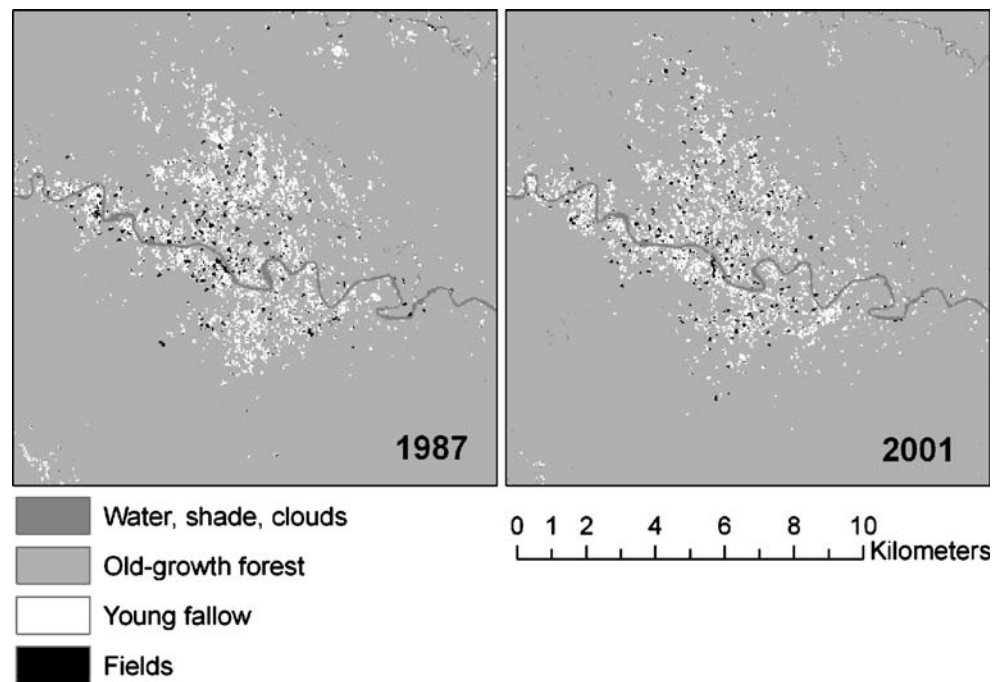 1987
2001
Water, shade, clouds
Old-growth forest
Young fallow
Fields
0 1 2 4 6 8 10
Kilometers